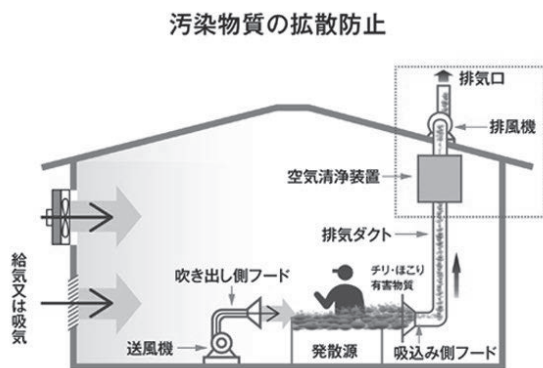 汚染物質の拡散防止
排気口
排風機
空気清浄装置
排気ダクト
吹き出し側フード
チリ・ほこり
有害物質
給気又は吸気
送風機
発散源
吸込み側フード